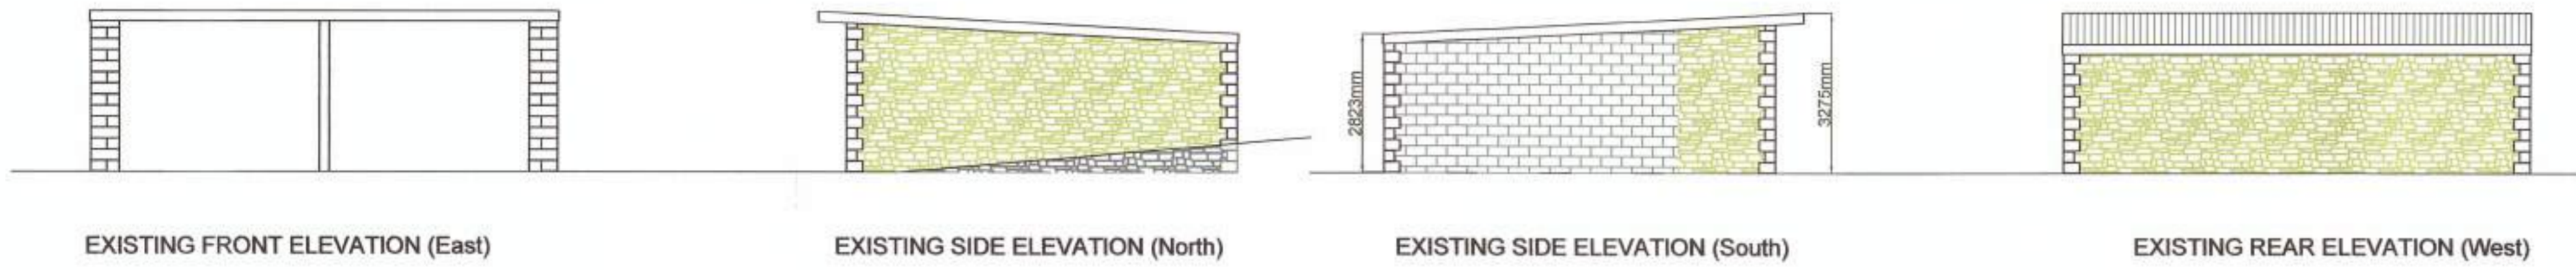 2823mm
3275mm
EXISTING FRONT ELEVATION (East)
EXISTING SIDE ELEVATION (North)
EXISTING SIDE ELEVATION (South)
EXISTING REAR ELEVATION (West)